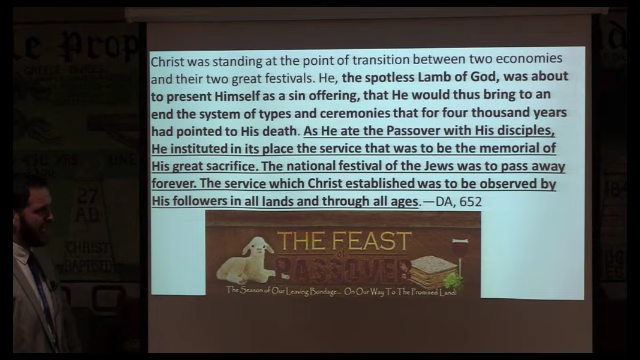 Christ was standing at the point of transition between two economies
and their two great festivals. He, the spotless Lamb of God, was about
to present Himself as a sin offering, that He would thus bring to an
end the system of types and ceremonies that for four thousand years
had pointed to His death. As He ate the Passover with His disciples,
He instituted in its place the service that was to be the memorial of
His great sacrifice. The national festival of the Jews was to pass away
forever. The service which Christ established was to be observed by
His followers in all lands and through all ages.—DA, 652
THE FEAST
OF
PASSOVER
The Season of Our Leaving Bondage... On Our Way To The Promised Land!
27
A.D.
CHRIST